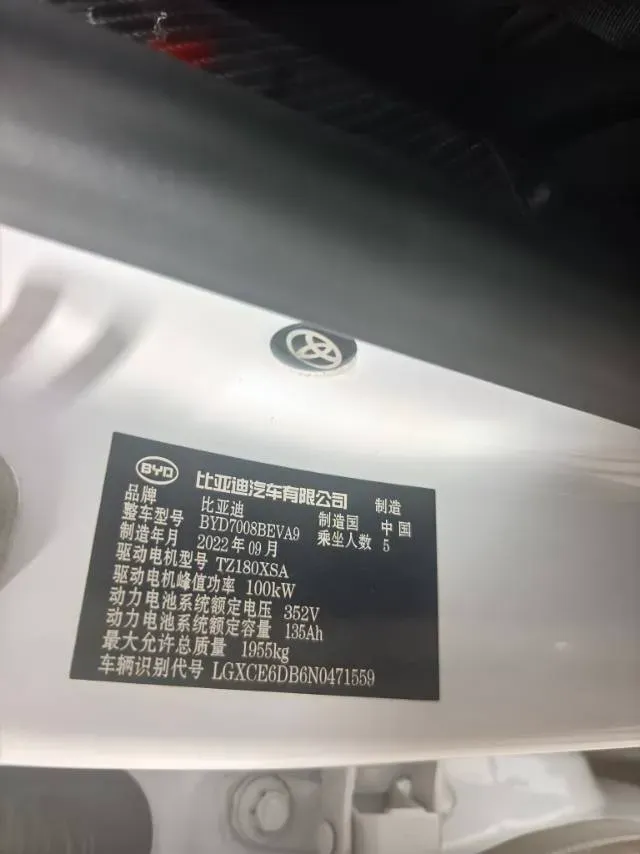 BYD 比亚迪汽车有限公司 制造
品牌 比亚迪 制造国 中国
整车型号 BYD7008BEVA9 乘坐人数 5
制造年月 2022年09月
驱动电机型号 TZ180XSA
驱动电机峰值功率 100kW
动力电池系统额定电压 352V
动力电池系统额定容量 135Ah
最大允许总质量 1955kg
车辆识别代号 LGXCE6DB6N0471559